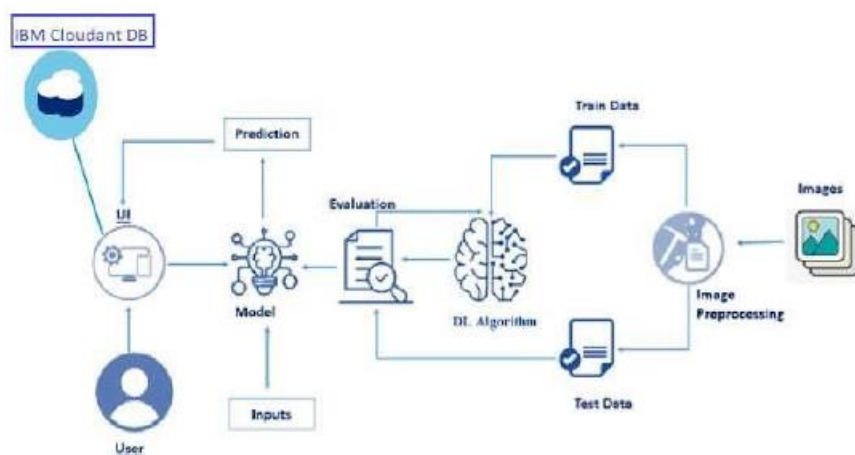 IBM Cloudant DB
Train Data
Prediction
Images
Evaluation
UI
Model
DL Algorithm
Image
Preprocessing
Inputs
Test Data
User